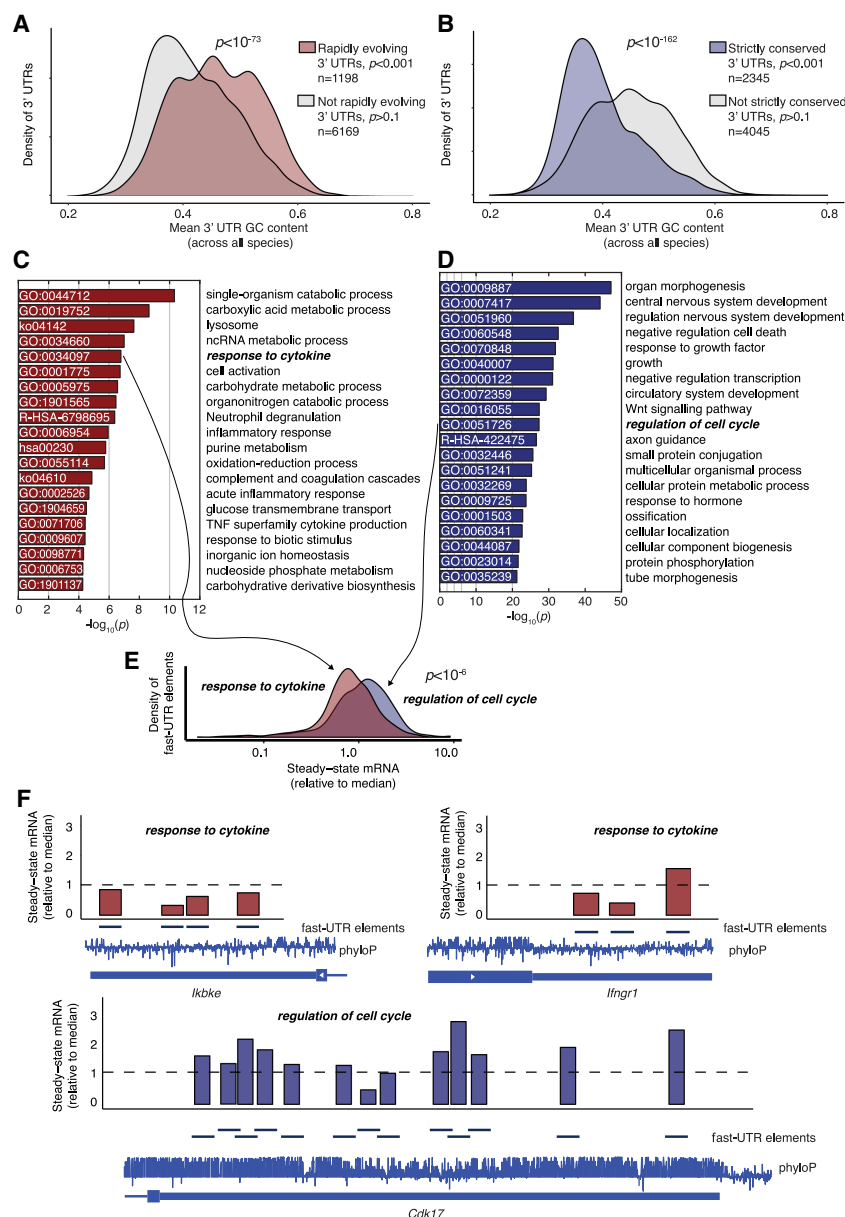 A
p<10-73
Density of 3' UTRs
Rapidly evolving
3' UTRs, p<0.001
n=1198
Not rapidly evolving
3' UTRs, p>0.1
n=6169
0.2
0.4
0.6
0.8
Mean 3' UTR GC content
(across all species)
B
p<10-162
Density of 3' UTRs
Strictly conserved
3' UTRs, p<0.001
n=2345
Not strictly conserved
3' UTRs, p>0.1
n=4045
0.2
0.4
0.6
0.8
Mean 3' UTR GC content
(across all species)
C
GO:0044712 single-organism catabolic process
GO:0019752 carboxylic acid metabolic process
ko04142 lysosome
GO:0034660 ncRNA metabolic process
GO:0034097 response to cytokine
GO:0001775 cell activation
GO:0005975 carbohydrate metabolic process
GO:1901565 organonitrogen catabolic process
R-HSA-6798695 Neutrophil degranulation
GO:0006954 inflammatory response
hsa00230 purine metabolism
GO:0055114 oxidation-reduction process
ko04610 complement and coagulation cascades
GO:0002526 acute inflammatory response
GO:1904659 glucose transmembrane transport
GO:0071706 TNF superfamily cytokine production
GO:0009607 response to biotic stimulus
GO:0098771 inorganic ion homeostasis
GO:0006753 nucleoside phosphate metabolism
GO:1901137 carbohydrative derivative biosynthesis
0 2 4 6 8 10 12
-log10(p)
D
GO:0009887 organ morphogenesis
GO:0007417 central nervous system development
GO:0051960 regulation nervous system development
GO:0060548 negative regulation cell death
GO:0070848 response to growth factor
GO:0040007 growth
GO:0000122 negative regulation transcription
GO:0072359 circulatory system development
GO:0016055 Wnt signalling pathway
GO:0051726 regulation of cell cycle
R-HSA-422475 axon guidance
GO:0032446 small protein conjugation
GO:0051241 multicellular organismal process
GO:0032269 cellular protein metabolic process
GO:0009725 response to hormone
GO:0001503 ossification
GO:0060341 cellular localization
GO:0044087 cellular component biogenesis
GO:0023014 protein phosphorylation
GO:0035239 tube morphogenesis
0 10 20 30 40 50
-log10(p)
E
Density of
fast-UTR elements
response to cytokine
p<10-6
regulation of cell cycle
0.1
1.0
10.0
Steady–state mRNA
(relative to median)
F
Steady–state mRNA
(relative to median)
3
2
1
0
response to cytokine
fast-UTR elements
phyloP
Ikbke
Steady–state mRNA
(relative to median)
3
2
1
0
response to cytokine
fast-UTR elements
phyloP
Ifngr1
Steady–state mRNA
(relative to median)
3
2
1
0
regulation of cell cycle
fast-UTR elements
phyloP
Cdk17